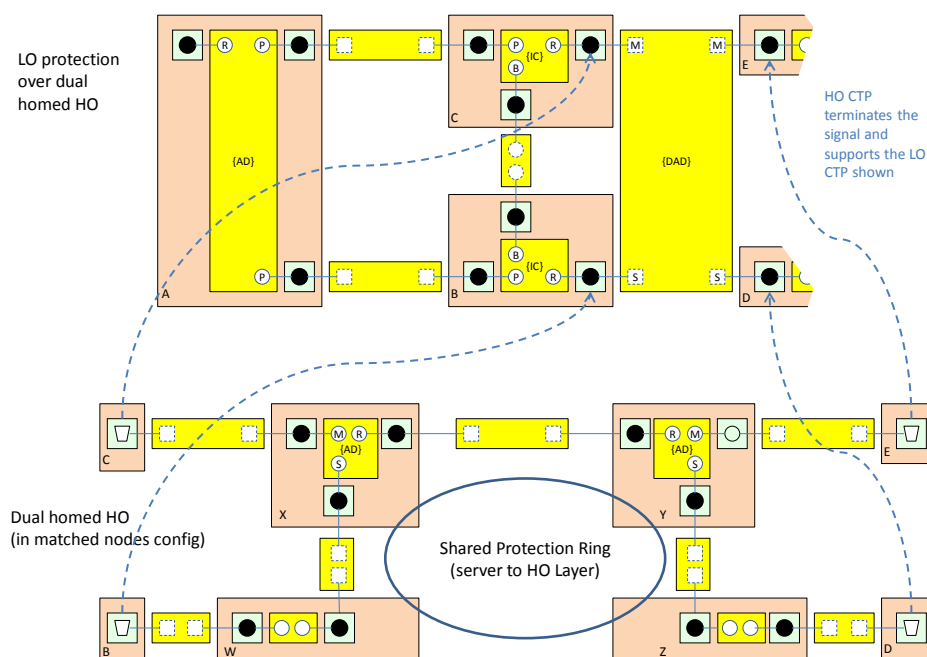 LO protection
over dual
homed HO
R
P
P
R
{IC}
B
C
M
M
E
{AD}
{DAD}
HO CTP
terminates the
signal and
supports the LO
CTP shown
P
A
B
P
R
{IC}
B
S
S
D
C
M
R
{AD}
S
X
R
M
{AD}
S
Y
E
Dual homed HO
(in matched nodes config)
Shared Protection Ring
(server to HO Layer)
B
W
Z
D